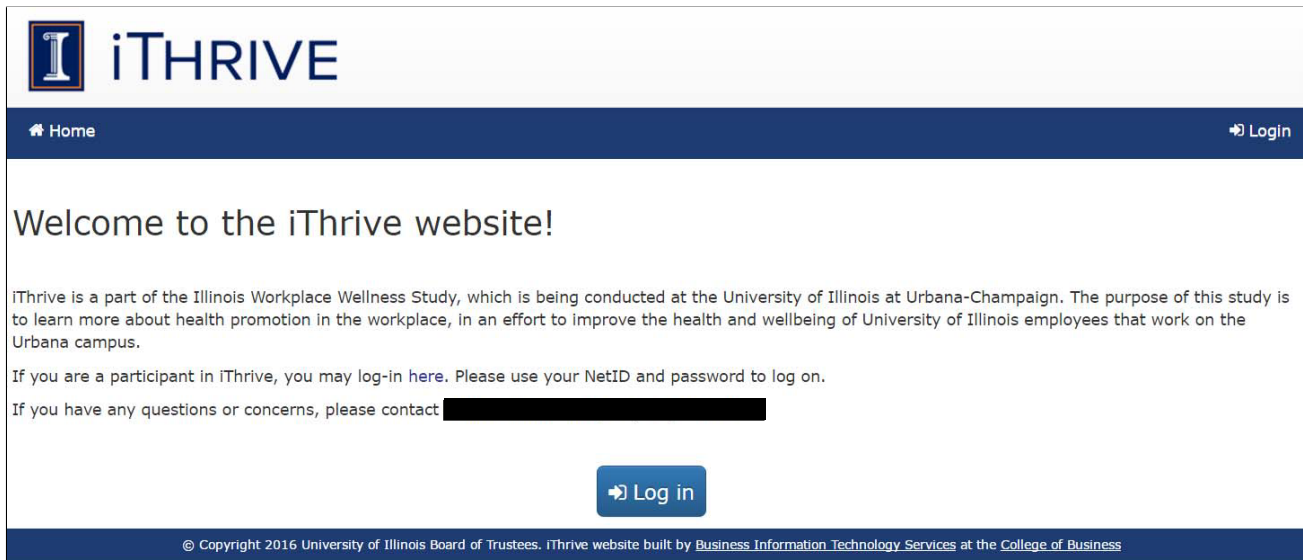 I iTHRIVE
Home Login
Welcome to the iThrive website!
iThrive is a part of the Illinois Workplace Wellness Study, which is being conducted at the University of Illinois at Urbana-Champaign. The purpose of this study is
to learn more about health promotion in the workplace, in an effort to improve the health and wellbeing of University of Illinois employees that work on the
Urbana campus.
If you are a participant in iThrive, you may log-in here. Please use your NetID and password to log on.
If you have any questions or concerns, please contact
Log in
© Copyright 2016 University of Illinois Board of Trustees. iThrive website built by Business Information Technology Services at the College of Business